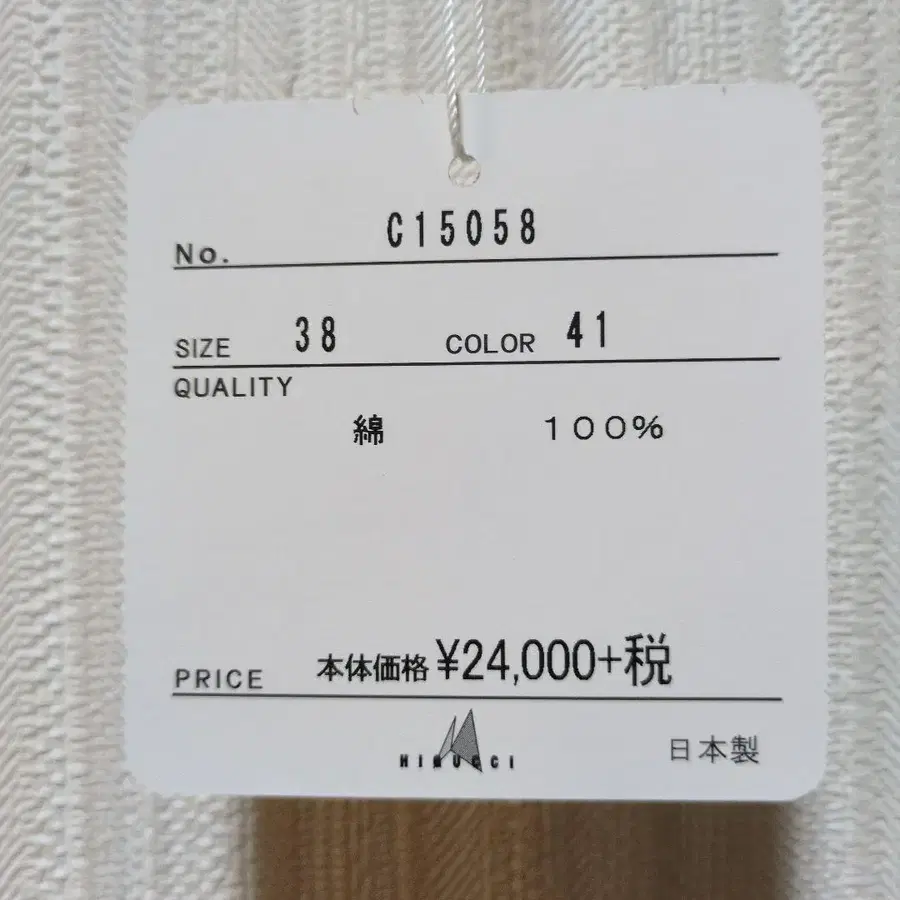 No. C15058
SIZE 38 COLOR 41
QUALITY
綿 100%
PRICE 本体価格 ¥24,000+税
日本製